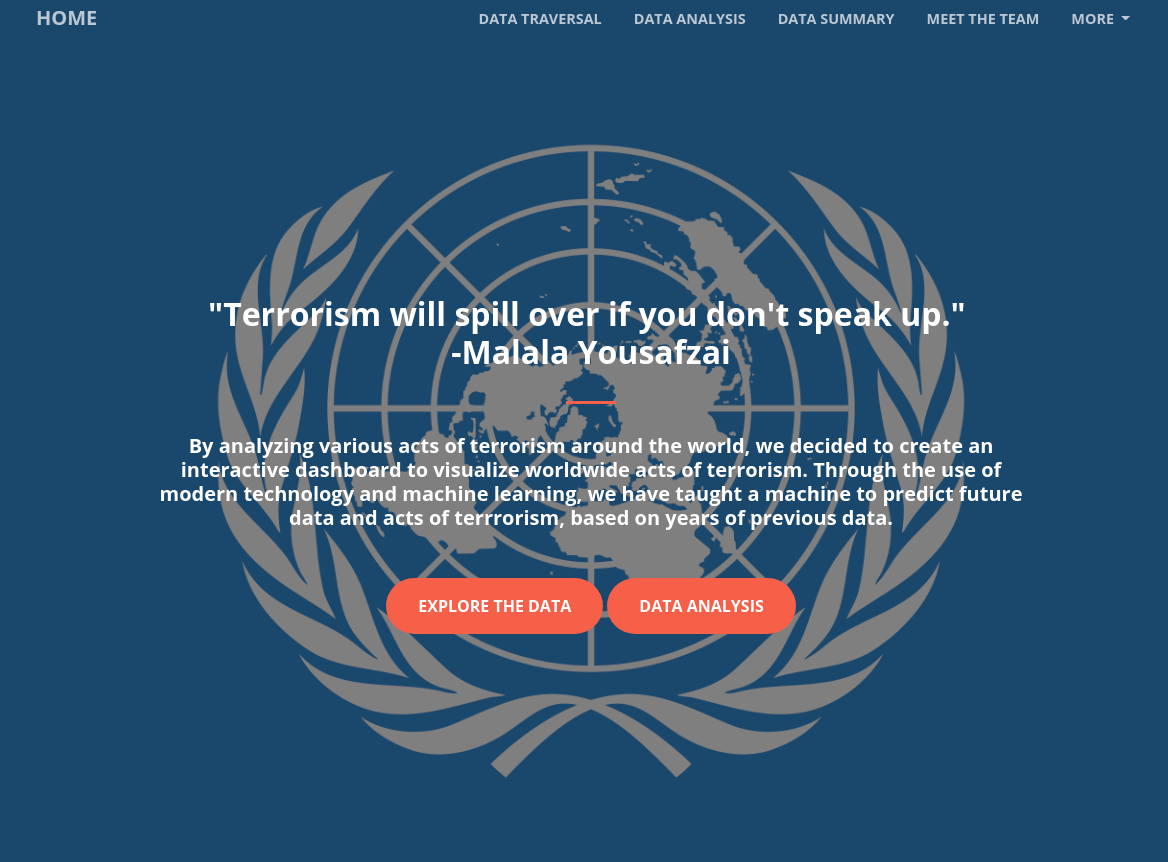 HOME
DATA TRAVERSAL
DATA ANALYSIS
DATA SUMMARY
MEET THE TEAM
MORE
"Terrorism will spill over if you don't speak up."
-Malala Yousafzai
By analyzing various acts of terrorism around the world, we decided to create an
interactive dashboard to visualize worldwide acts of terrorism. Through the use of
modern technology and machine learning, we have taught a machine to predict future
data and acts of terrrorism, based on years of previous data.
EXPLORE THE DATA
DATA ANALYSIS